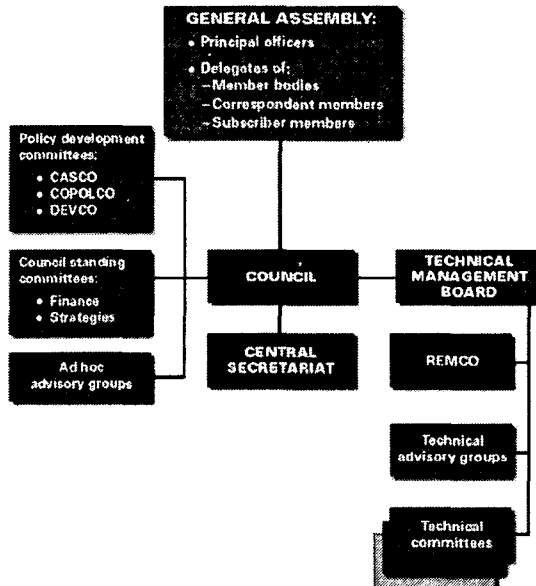 GENERAL ASSEMBLY:
• Principal officers
• Delegates of:
–Member bodies
–Correspondent members
–Subscriber members
Policy development
committees:
• CASCO
• COPOLCO
• DEVCO
Council standing
committees:
• Finance
• Strategies
Ad hoc
advisory groups
COUNCIL
CENTRAL
SECRETARIAT
TECHNICAL
MANAGEMENT
BOARD
REMCO
Technical
advisory groups
Technical
committees